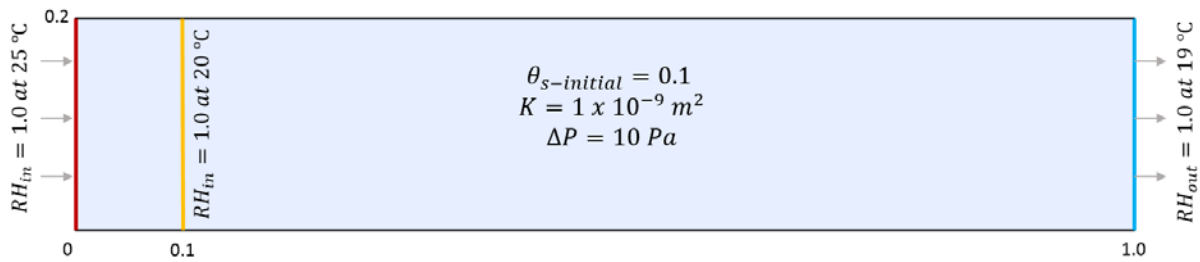 0.2
RH_in = 1.0 at 25 °C
RH_in = 1.0 at 20 °C
θ_{s−initial} = 0.1
K = 1 x 10^{−9} m^2
ΔP = 10 Pa
RH_out = 1.0 at 19 °C
0
0.1
1.0